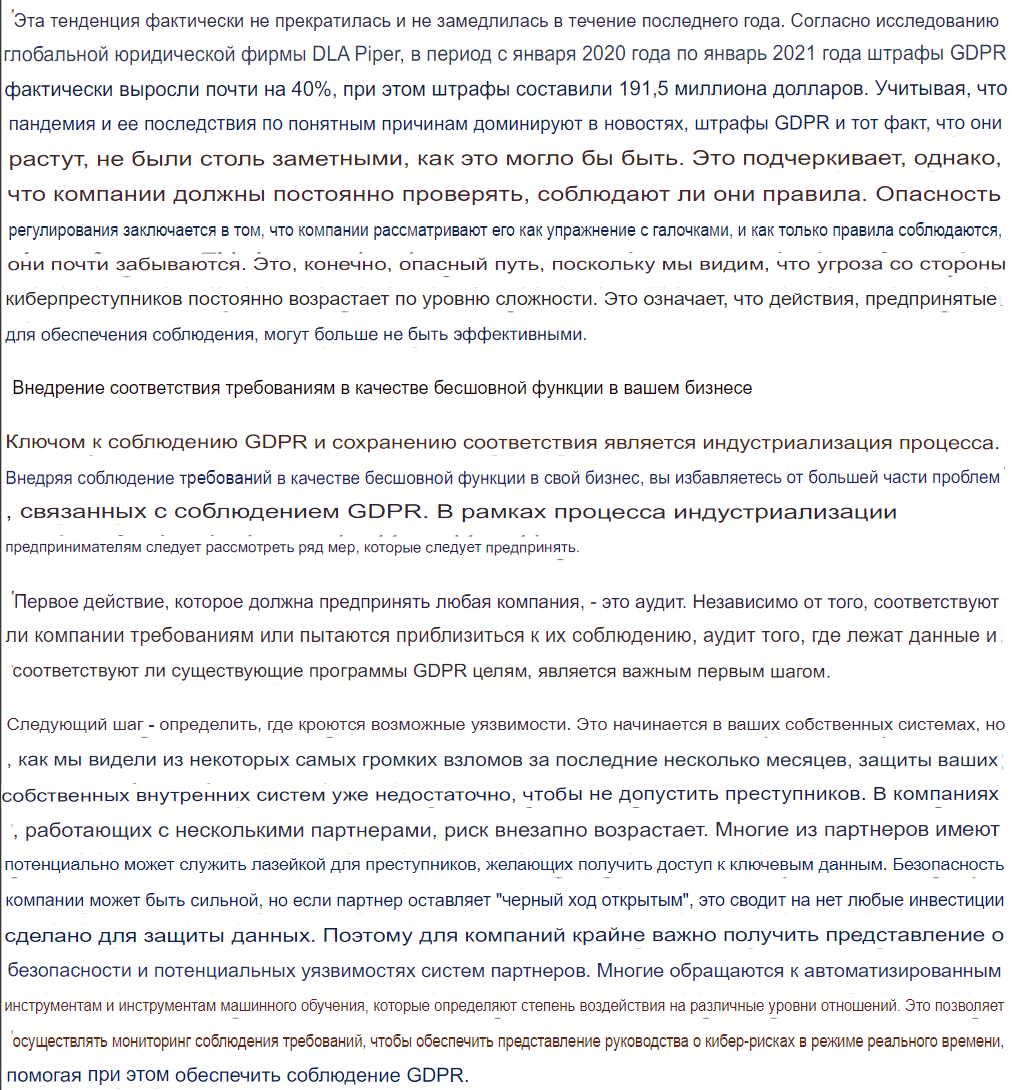 Эта тенденция фактически не прекратилась и не замедлилась в течение последнего года. Согласно исследованию
глобальной юридической фирмы DLA Piper, в период с января 2020 года по январь 2021 года штрафы GDPR
фактически выросли почти на 40%, при этом штрафы составили 191,5 миллиона долларов. Учитывая, что
пандемия и ее последствия по понятным причинам доминируют в новостях, штрафы GDPR и тот факт, что они
растут, не были столь заметными, как это могло бы быть. Это подчеркивает, однако,
что компании должны постоянно проверять, соблюдают ли они правила. Опасность
регулирования заключается в том, что компании рассматривают его как упражнение с галочками, и как только правила соблюдаются,
они почти забываются. Это, конечно, опасный путь, поскольку мы видим, что угроза со стороны
киберпреступников постоянно возрастает по уровню сложности. Это означает, что действия, предпринятые
для обеспечения соблюдения, могут больше не быть эффективными.
Внедрение соответствия требованиям в качестве бесшовной функции в вашем бизнесе
Ключом к соблюдению GDPR и сохранению соответствия является индустриализация процесса.
Внедряя соблюдение требований в качестве бесшовной функции в свой бизнес, вы избавляетесь от большей части проблем
, связанных с соблюдением GDPR. В рамках процесса индустриализации
предпринимателям следует рассмотреть ряд мер, которые следует предпринять.
Первое действие, которое должна предпринять любая компания, - это аудит. Независимо от того, соответствуют
ли компании требованиям или пытаются приблизиться к их соблюдению, аудит того, где лежат данные и
соответствуют ли существующие программы GDPR целям, является важным первым шагом.
Следующий шаг - определить, где кроются возможные уязвимости. Это начинается в ваших собственных системах, но
, как мы видели из некоторых самых громких взломов за последние несколько месяцев, защиты ваших
собственных внутренних систем уже недостаточно, чтобы не допустить преступников. В компаниях
, работающих с несколькими партнерами, риск внезапно возрастает. Многие из партнеров имеют
потенциально может служить лазейкой для преступников, желающих получить доступ к ключевым данным. Безопасность
компании может быть сильной, но если партнер оставляет "черный ход открытым", это сводит на нет любые инвестиции
сделано для защиты данных. Поэтому для компаний крайне важно получить представление о
безопасности и потенциальных уязвимостях систем партнеров. Многие обращаются к автоматизированным
инструментам и инструментам машинного обучения, которые определяют степень воздействия на различные уровни отношений. Это позволяет
осуществлять мониторинг соблюдения требований, чтобы обеспечить представление руководства о кибер-рисках в режиме реального времени,
помогая при этом обеспечить соблюдение GDPR.